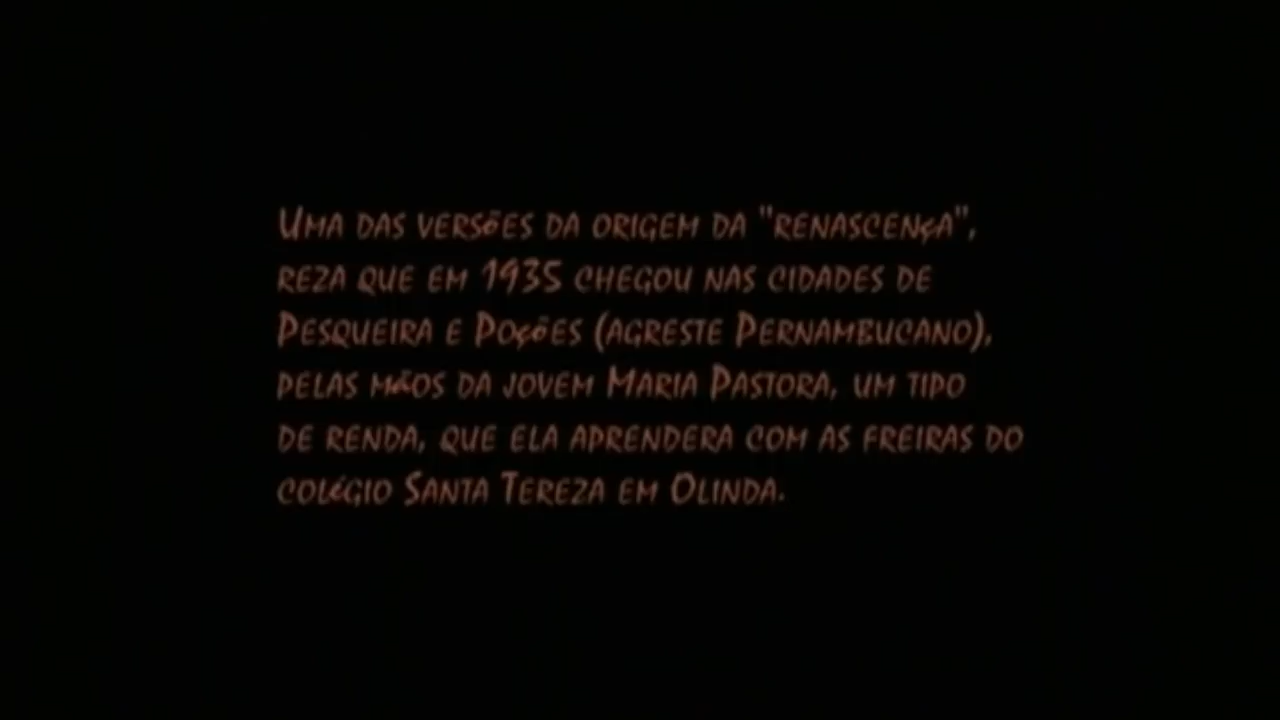 Uma das versões da origem da "renascença",
reza que em 1935 chegou nas cidades de
Pesqueira e Poções (agreste Pernambucano),
pelas mãos da jovem Maria Pastora, um tipo
de renda, que ela aprendera com as freiras do
colégio Santa Tereza em Olinda.